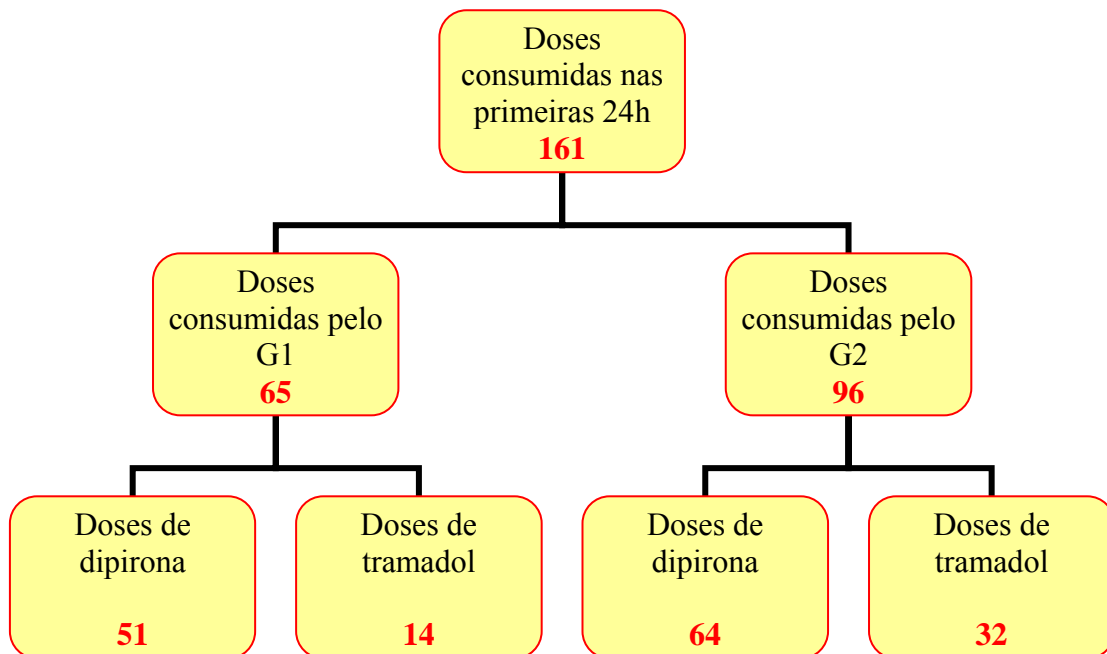 Doses
consumidas nas
primeiras 24h
161
Doses
consumidas pelo
G1
65
Doses
consumidas pelo
G2
96
Doses de
dipirona
51
Doses de
tramadol
14
Doses de
dipirona
64
Doses de
tramadol
32